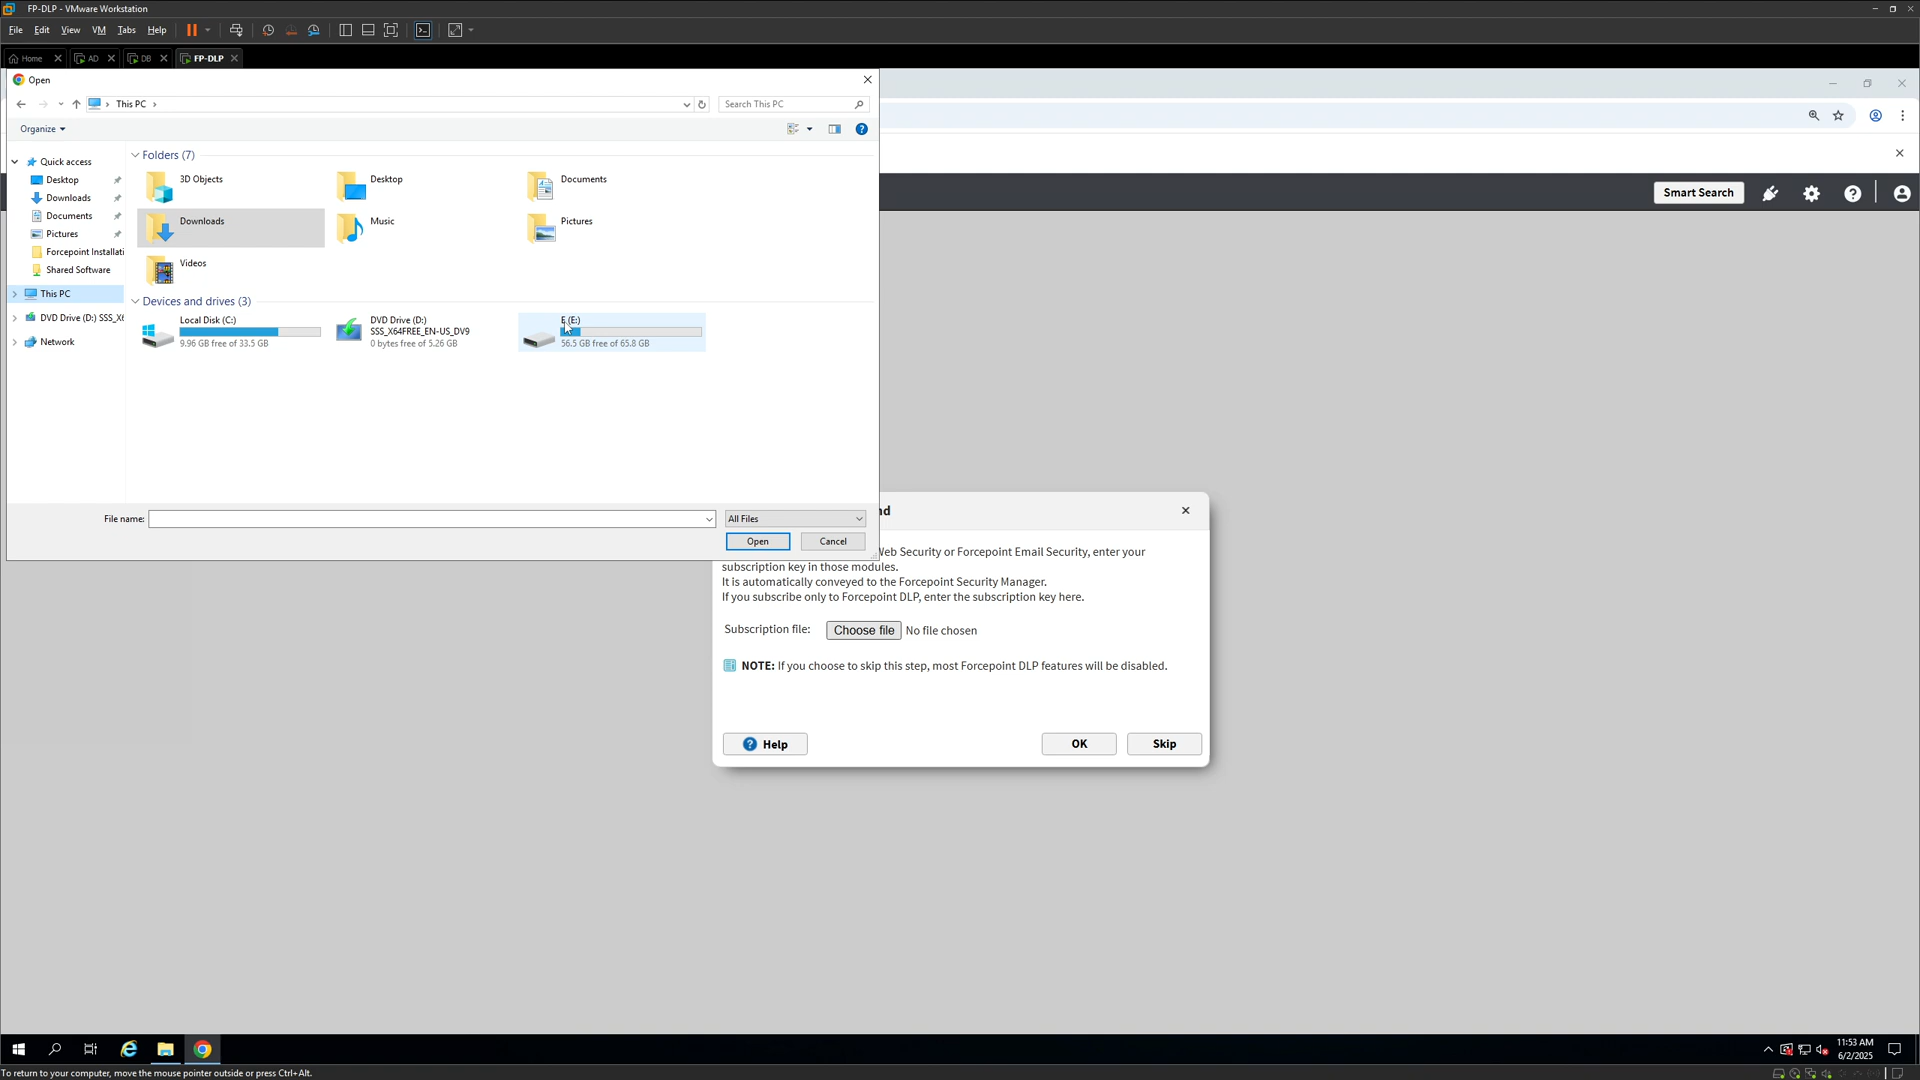 FP-DLP - VMware Workstation
File Edit View VM Tabs Help
Home AD DB FP-DLP
Open
This PC
Search This PC
Organize
Smart Search
Quick access
Desktop
Downloads
Documents
Pictures
Forcepoint Installati
Shared Software
This PC
DVD Drive (D:) SSS_X6
Network
Folders (7)
3D Objects
Desktop
Documents
Downloads
Music
Pictures
Videos
Devices and drives (3)
Local Disk (C:)
9.96 GB free of 33.5 GB
DVD Drive (D:)
SSS_X64FREE_EN-US_DV9
0 bytes free of 5.26 GB
E (E:)
56.5 GB free of 65.8 GB
File name:
All Files
Open Cancel
nd
Web Security or Forcepoint Email Security, enter your
subscription key in those modules.
It is automatically conveyed to the Forcepoint Security Manager.
If you subscribe only to Forcepoint DLP, enter the subscription key here.
Subscription file: Choose file No file chosen
NOTE: If you choose to skip this step, most Forcepoint DLP features will be disabled.
Help OK Skip
11:53 AM
6/2/2025
To return to your computer, move the mouse pointer outside or press Ctrl+Alt.